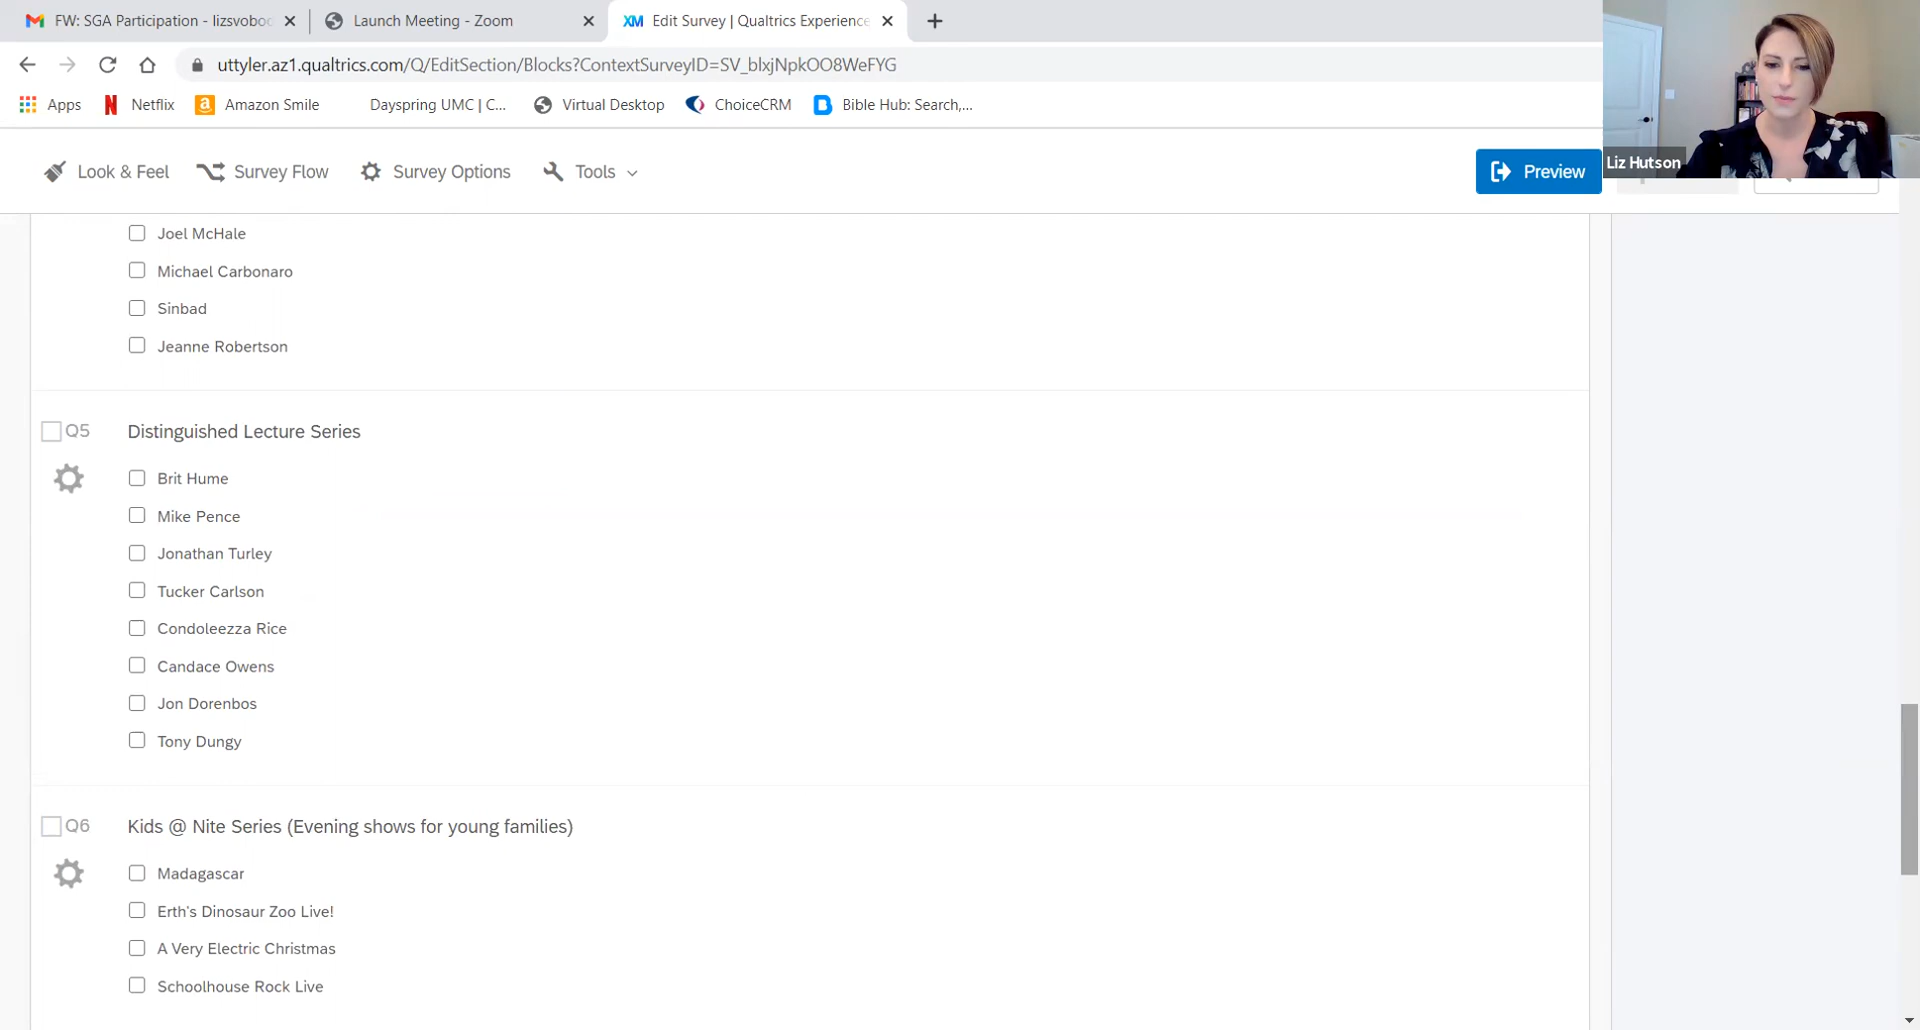 FW: SGA Participation - lizsvoboc
Launch Meeting - Zoom
XM Edit Survey | Qualtrics Experience
uttyler.az1.qualtrics.com/Q/EditSection/Blocks?ContextSurveyID=SV_blxjNpkOO8WeFYG
Apps
Netflix
Amazon Smile
Dayspring UMC | C...
Virtual Desktop
ChoiceCRM
Bible Hub: Search,...
Look & Feel
Survey Flow
Survey Options
Tools
Preview
Liz Hutson
Joel McHale
Michael Carbonaro
Sinbad
Jeanne Robertson
Q5 Distinguished Lecture Series
Brit Hume
Mike Pence
Jonathan Turley
Tucker Carlson
Condoleezza Rice
Candace Owens
Jon Dorenbos
Tony Dungy
Q6 Kids @ Nite Series (Evening shows for young families)
Madagascar
Erth's Dinosaur Zoo Live!
A Very Electric Christmas
Schoolhouse Rock Live